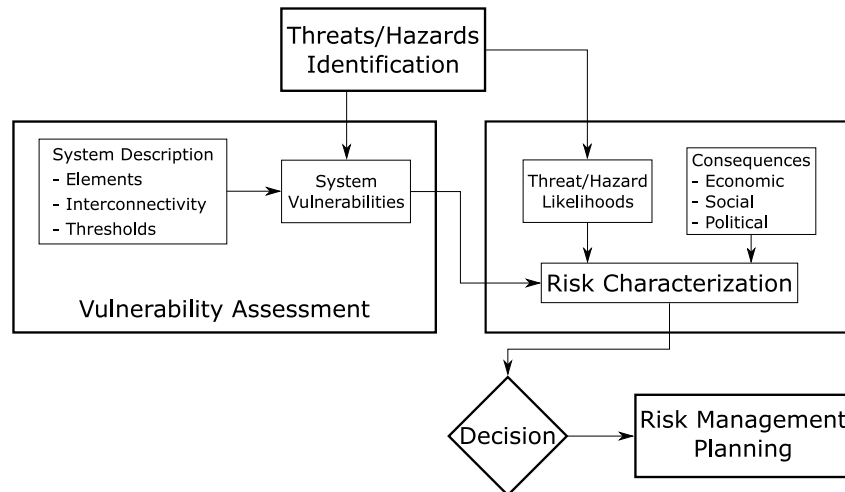 Threats/Hazards
Identification
System Description
- Elements
- Interconnectivity
- Thresholds
System
Vulnerabilities
Vulnerability Assessment
Threat/Hazard
Likelihoods
Consequences
- Economic
- Social
- Political
Risk Characterization
Decision
Risk Management
Planning